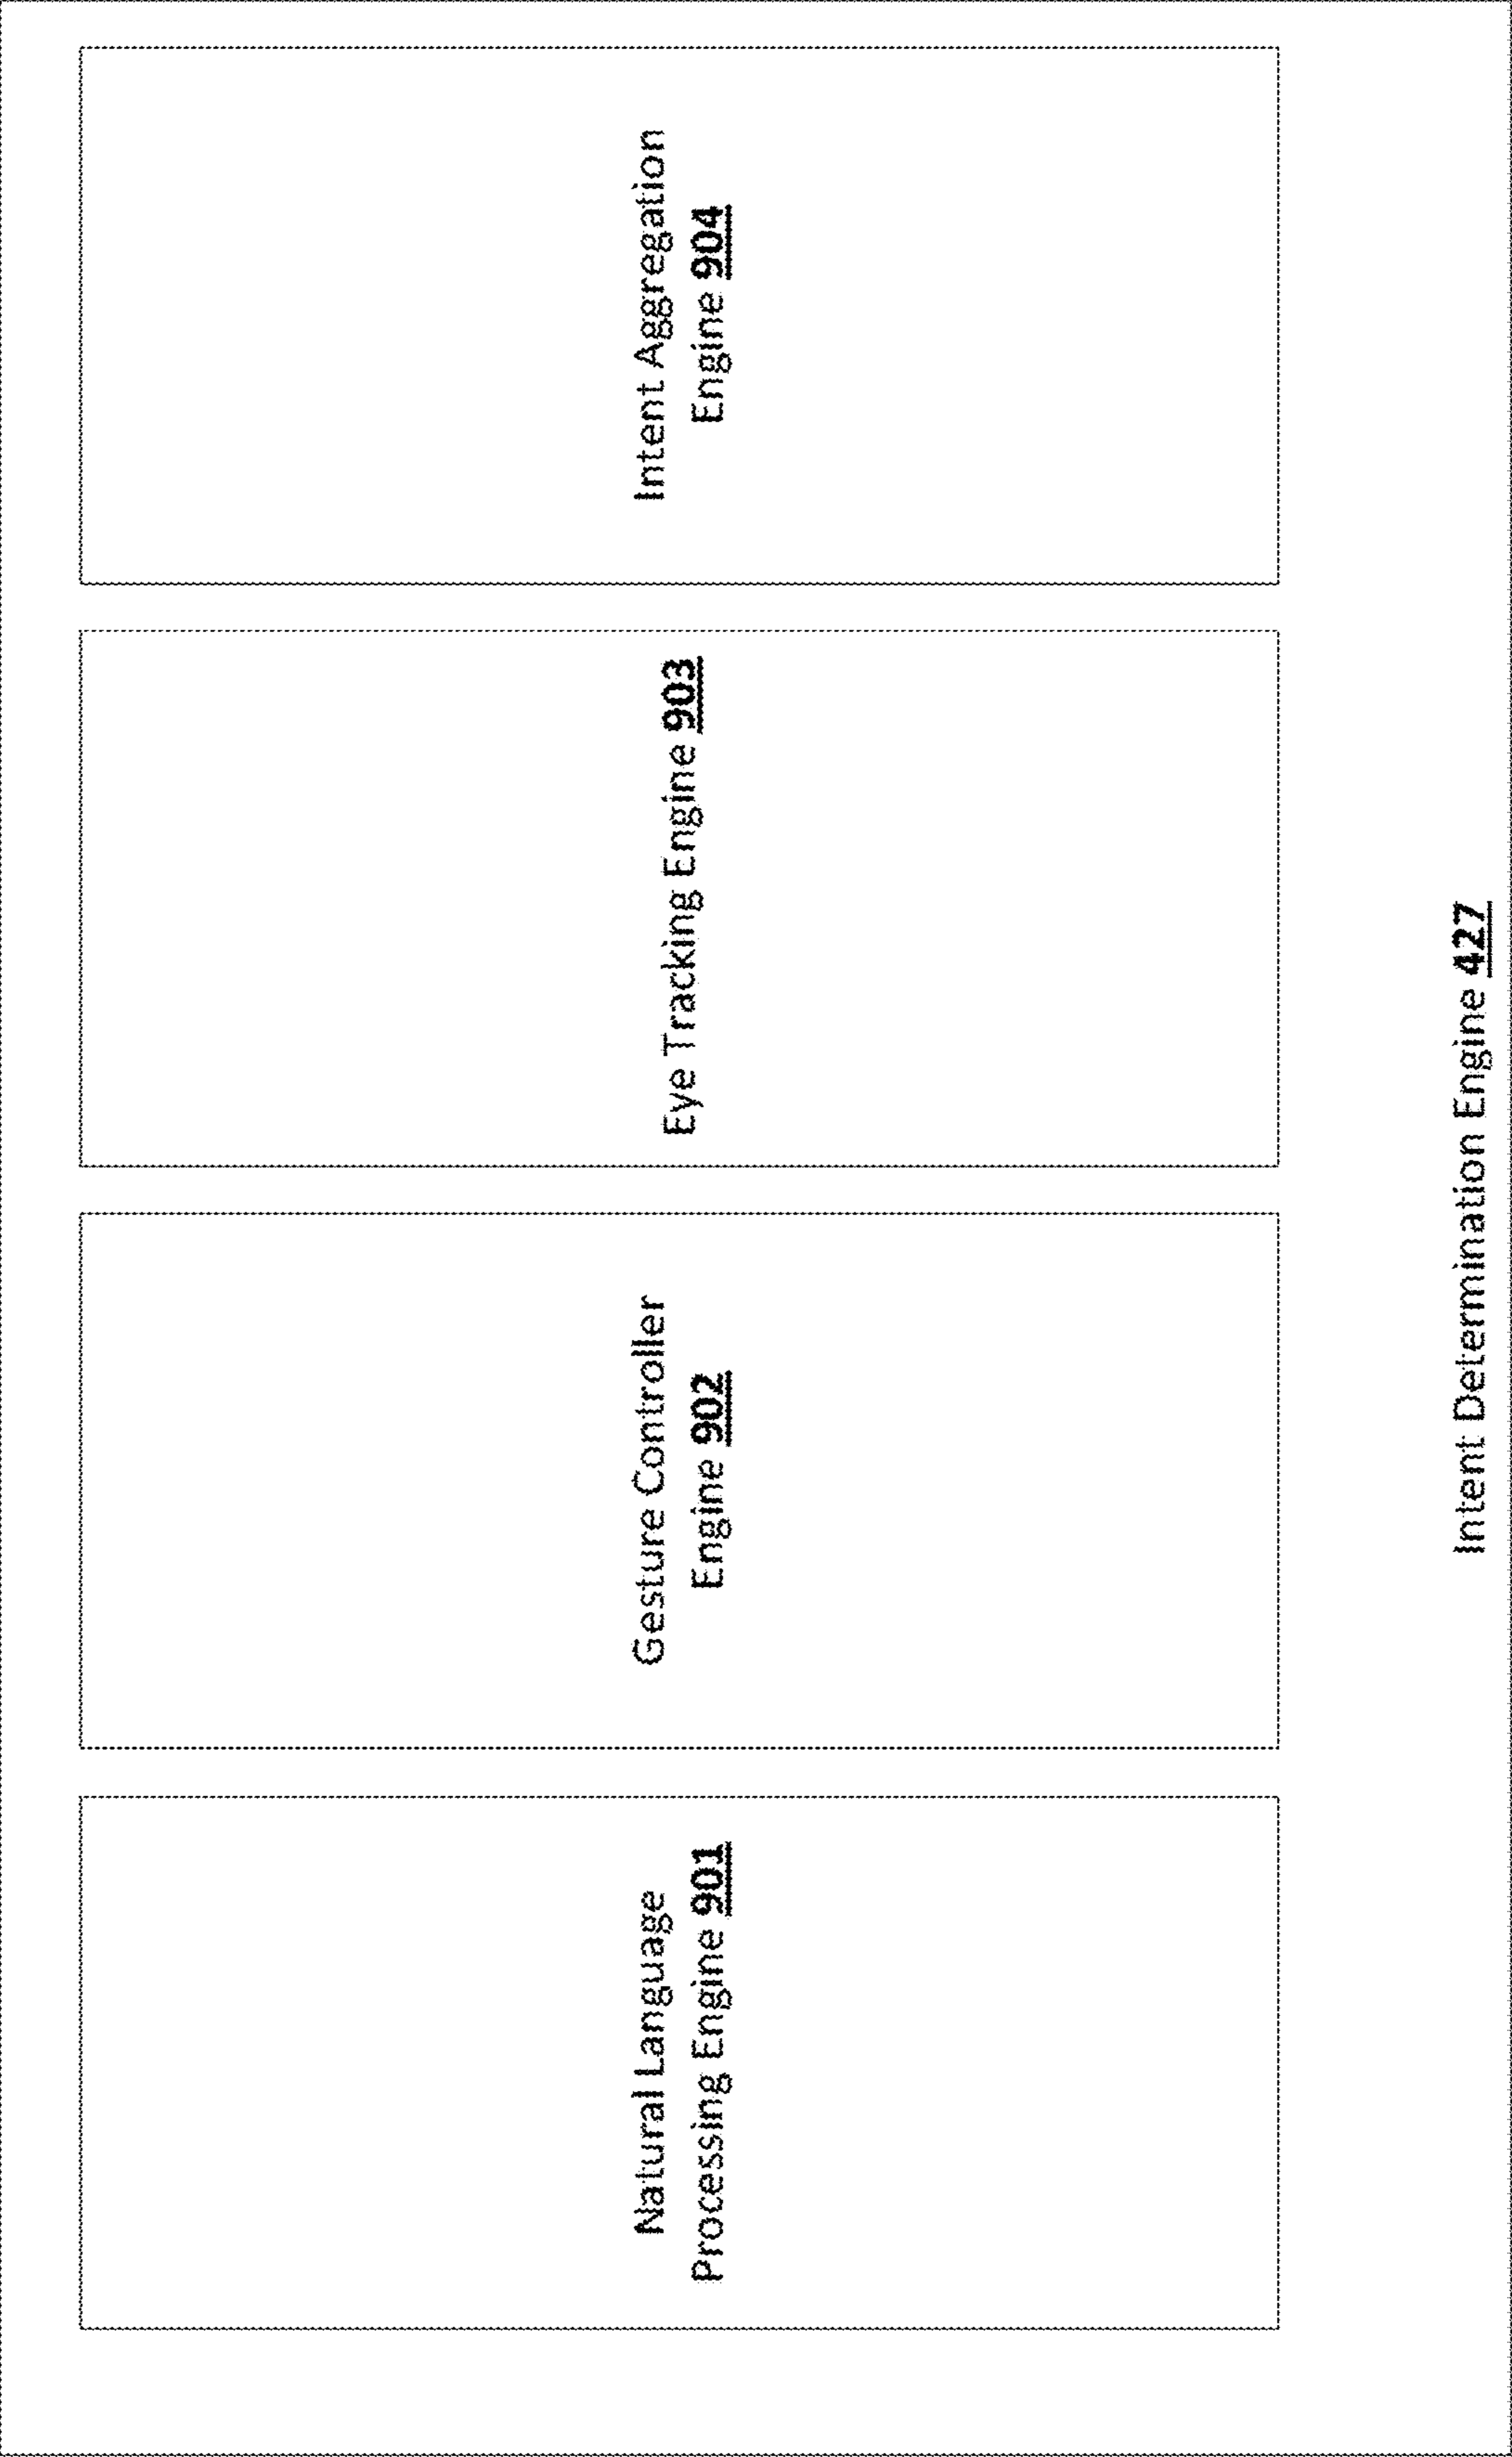 Natural Language
Processing Engine 901
Gesture Controller
Engine 902
Eye Tracking Engine 903
Intent Aggregation
Engine 904
Intent Determination Engine 427